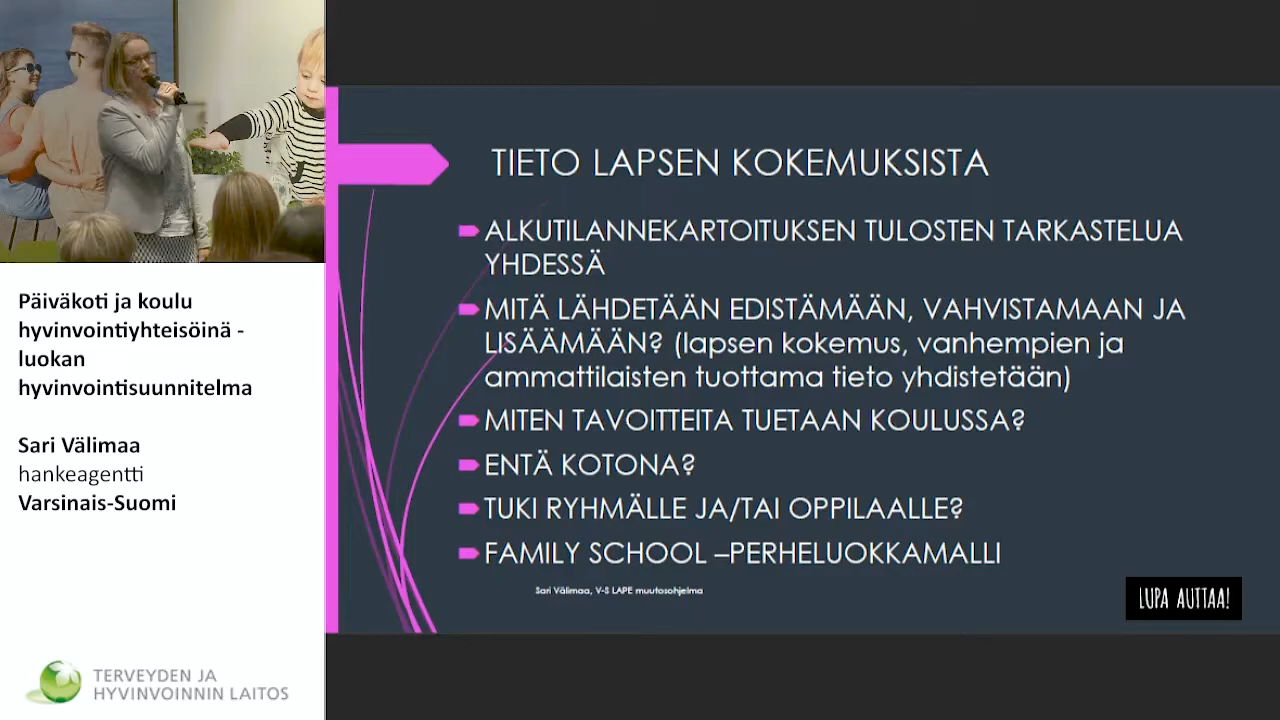 Päiväkoti ja koulu
hyvinvointiyhteisöinä -
luokan
hyvinvointisuunnitelma
Sari Välimaa
hankeagentti
Varsinais-Suomi
TERVEYDEN JA
HYVINVOINNIN LAITOS
TIETO LAPSEN KOKEMUKSISTA
ALKUTILANNEKARTOITUKSEN TULOSTEN TARKASTELUA
YHDESSÄ
MITÄ LÄHDETÄÄN EDISTÄMÄÄN, VAHVISTAMAAN JA
LISÄÄMÄÄN? (lapsen kokemus, vanhempien ja
ammattilaisten tuottama tieto yhdistetään)
MITEN TAVOITTEITA TUETAAN KOULUSSA?
ENTÄ KOTONA?
TUKI RYHMÄLLE JA/TAI OPPILAALLE?
FAMILY SCHOOL –PERHELUOKKAMALLI
Sari Välimaa, V-S LAPE muutosohjelma
LUPA AUTTAA!